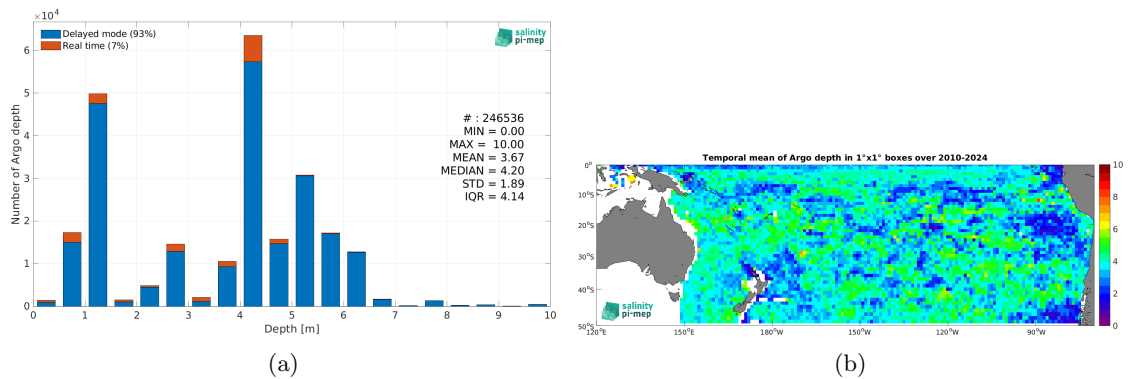 ×10⁴
6
5
4
3
2
1
0
Number of Argo depth
Delayed mode (93%)
Real time (7%)
salinity
pi-mep
# : 246536
MIN = 0.00
MAX = 10.00
MEAN = 3.67
MEDIAN = 4.20
STD = 1.89
IQR = 4.14
0 1 2 3 4 5 6 7 8 9 10
Depth [m]
(a)
Temporal mean of Argo depth in 1°x1° boxes over 2010-2024
0°
10°S
20°S
30°S
40°S
50°S
120°E 150°E 180°W 150°W 120°W 90°W
salinity
pi-mep
10
8
6
4
2
0
(b)